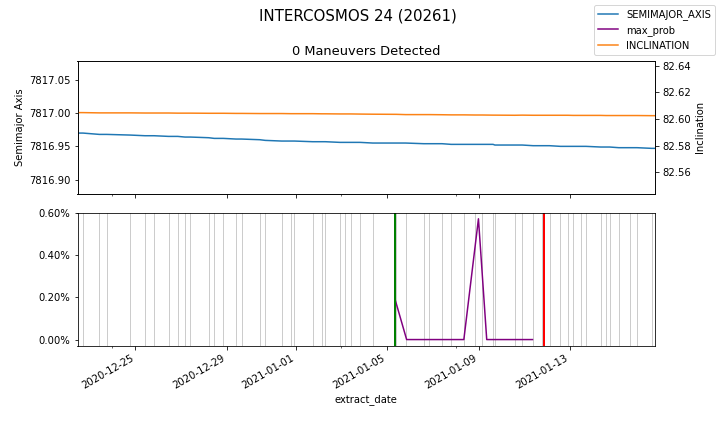 INTERCOSMOS 24 (20261)
SEMIMAJOR_AXIS
max_prob
INCLINATION
0 Maneuvers Detected
7817.05
7817.00
7816.95
7816.90
Semimajor Axis
82.64
82.62
82.60
82.58
82.56
Inclination
0.60%
0.40%
0.20%
0.00%
2020-12-25
2020-12-29
2021-01-01
2021-01-05
2021-01-09
2021-01-13
extract_date